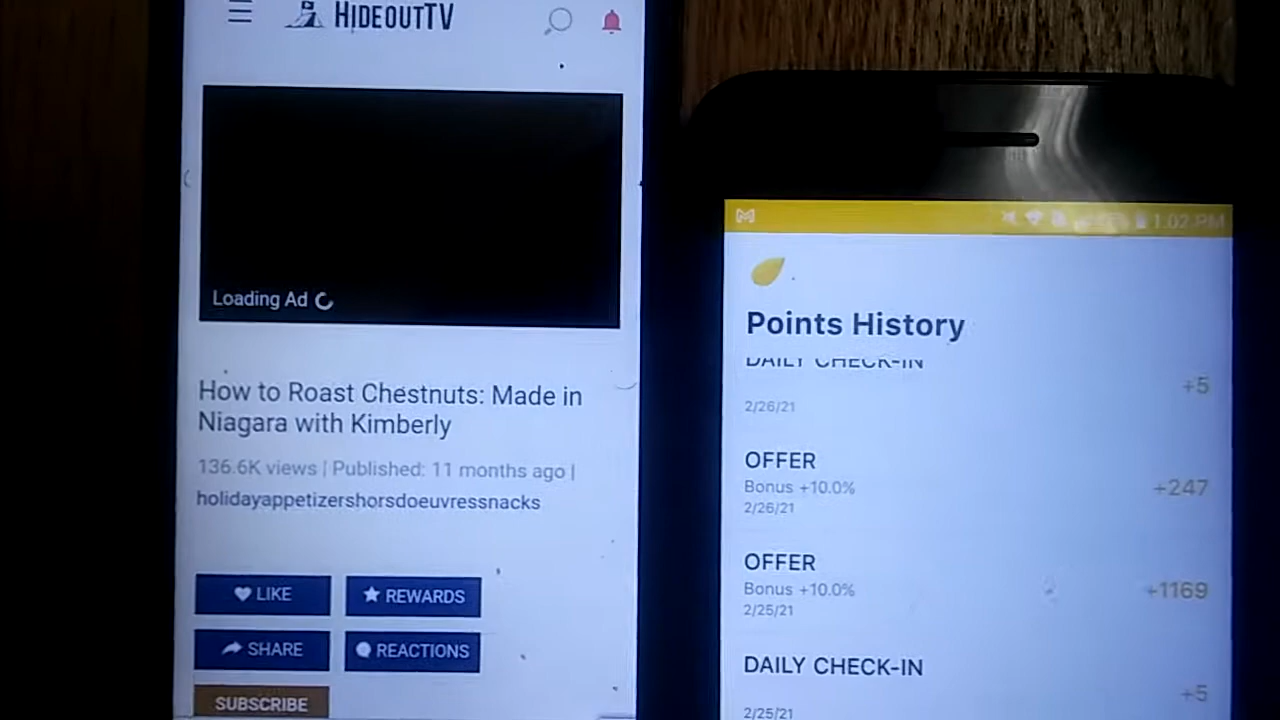 HIDEOUTTV
Loading Ad
How to Roast Chestnuts: Made in
Niagara with Kimberly
136.6K views | Published: 11 months ago |
holidayappetizershorsdoeuvressnacks
LIKE
REWARDS
SHARE
REACTIONS
SUBSCRIBE
1:02 PM
Points History
DAILY CHECK-IN
+5
2/26/21
OFFER
Bonus +10.0%
+247
2/26/21
OFFER
Bonus +10.0%
+1169
2/25/21
DAILY CHECK-IN
+5
2/25/21